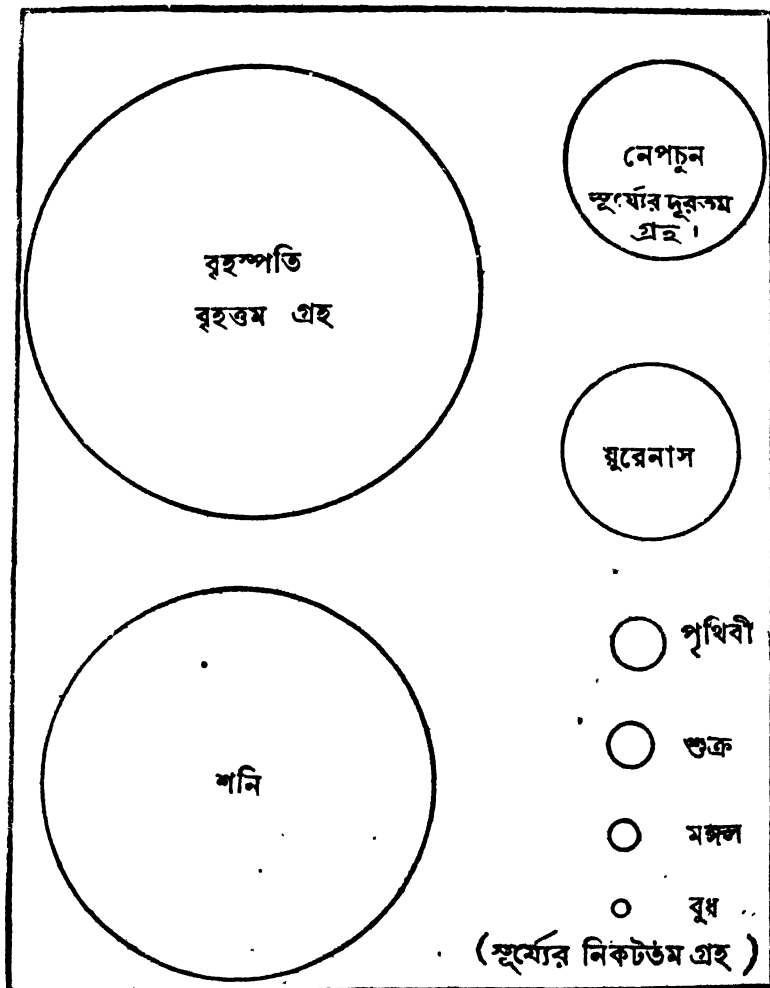 বৃহস্পতি
বৃহত্তম গ্রহ
নেপচুন
সূর্য্যের দূরতম
গ্রহ।
য়ুরেনাস
শনি
পৃথিবী
শুক্র
মঙ্গল
বুধ
(সূর্য্যের নিকটতম গ্রহ)